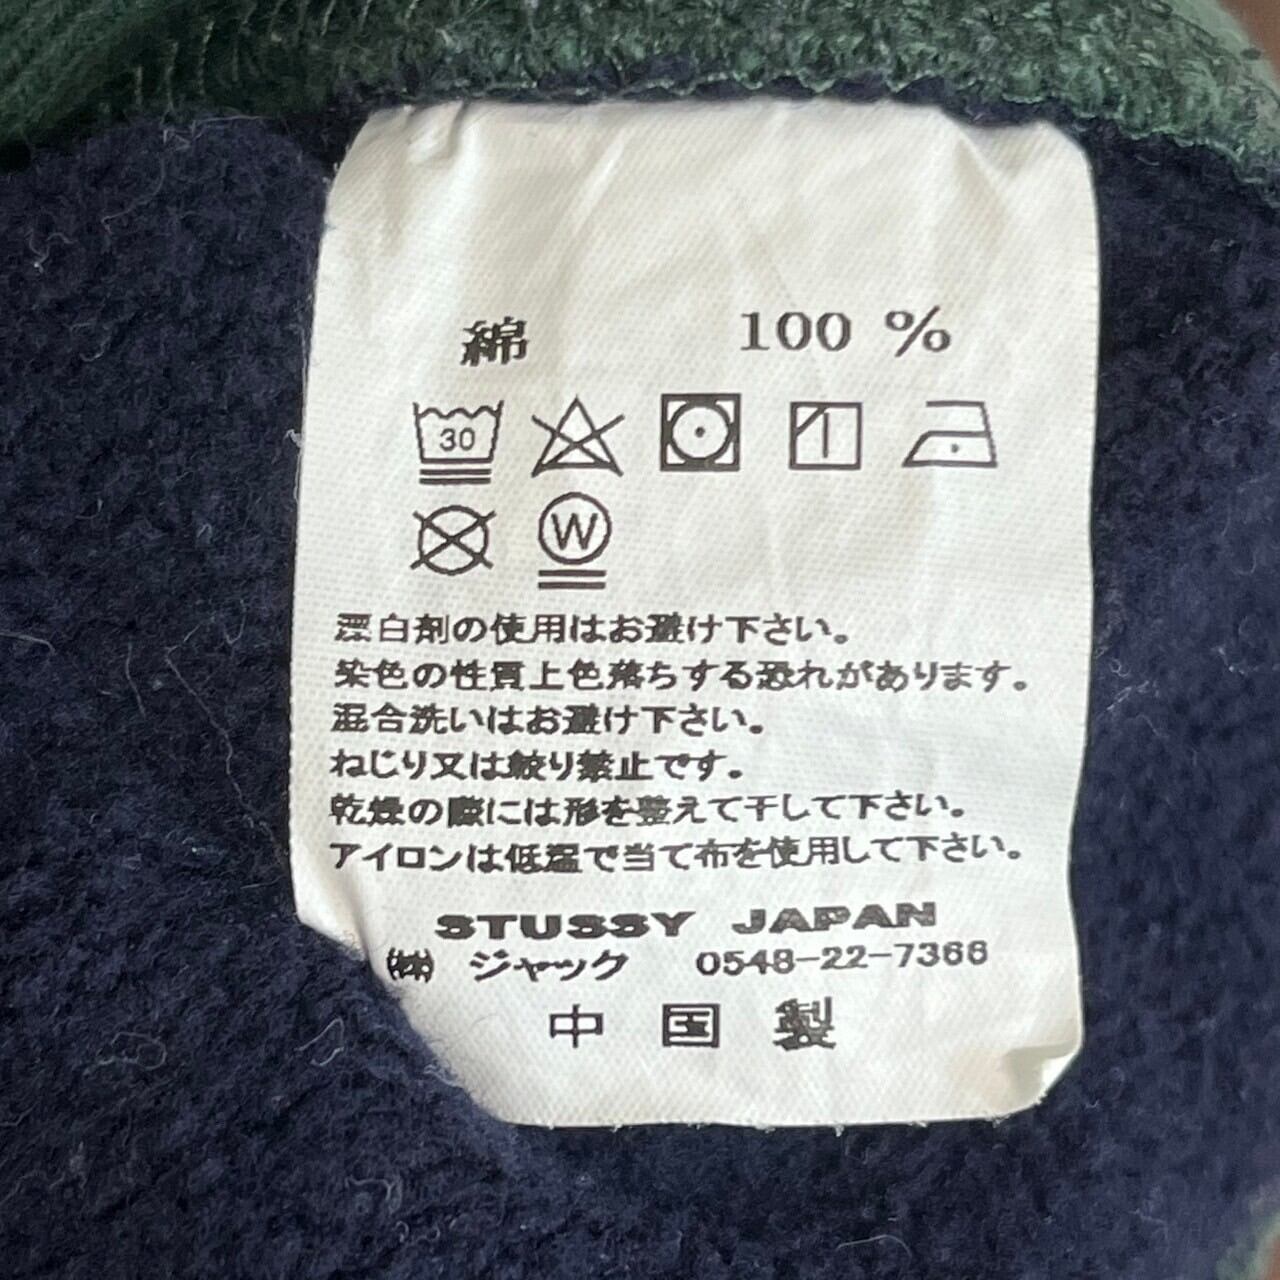 綿 100 %
30
W
漂白剤の使用はお避け下さい。
染色の性質上色落ちする恐れがあります。
混合洗いはお避け下さい。
ねじり又は絞り禁止です。
乾燥の際には形を整えて干して下さい。
アイロンは低温で当て布を使用して下さい。
STUSSY JAPAN
㈱ ジャック 0548-22-7366
中国製